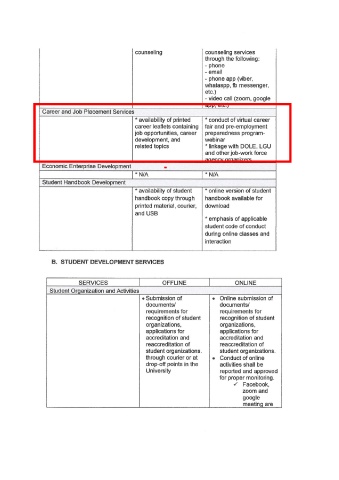 counseling
counseling services
through the following:
- phone
- email
- phone app (viber,
whatsapp, fb messenger,
etc.)
- video call (zoom, google
app, etc.)
Career and Job Placement Services
* availability of printed
career leaflets containing
job opportunities, career
development, and
related topics
* conduct of virtual career
fair and pre-employment
preparedness program-
webinar
* linkage with DOLE, LGU
and other job-work force
agency organizers
Economic Enterprise Development
* N/A
* N/A
Student Handbook Development
* availability of student
handbook copy through
printed material, courier,
and USB
* online version of student
handbook available for
download
* emphasis of applicable
student code of conduct
during online classes and
interaction
B. STUDENT DEVELOPMENT SERVICES
SERVICES
OFFLINE
ONLINE
Student Organization and Activities
• Submission of
documents/
requirements for
recognition of student
organizations,
applications for
accreditation and
reaccreditation of
student organizations.
through courier or at
drop-off points in the
University
• Online submission of
documents/
requirements for
recognition of student
organizations,
applications for
accreditation and
reaccreditation of
student organizations.
• Conduct of online
activities shall be
reported and approved
for proper monitoring.
✓ Facebook,
zoom and
google
meeting are